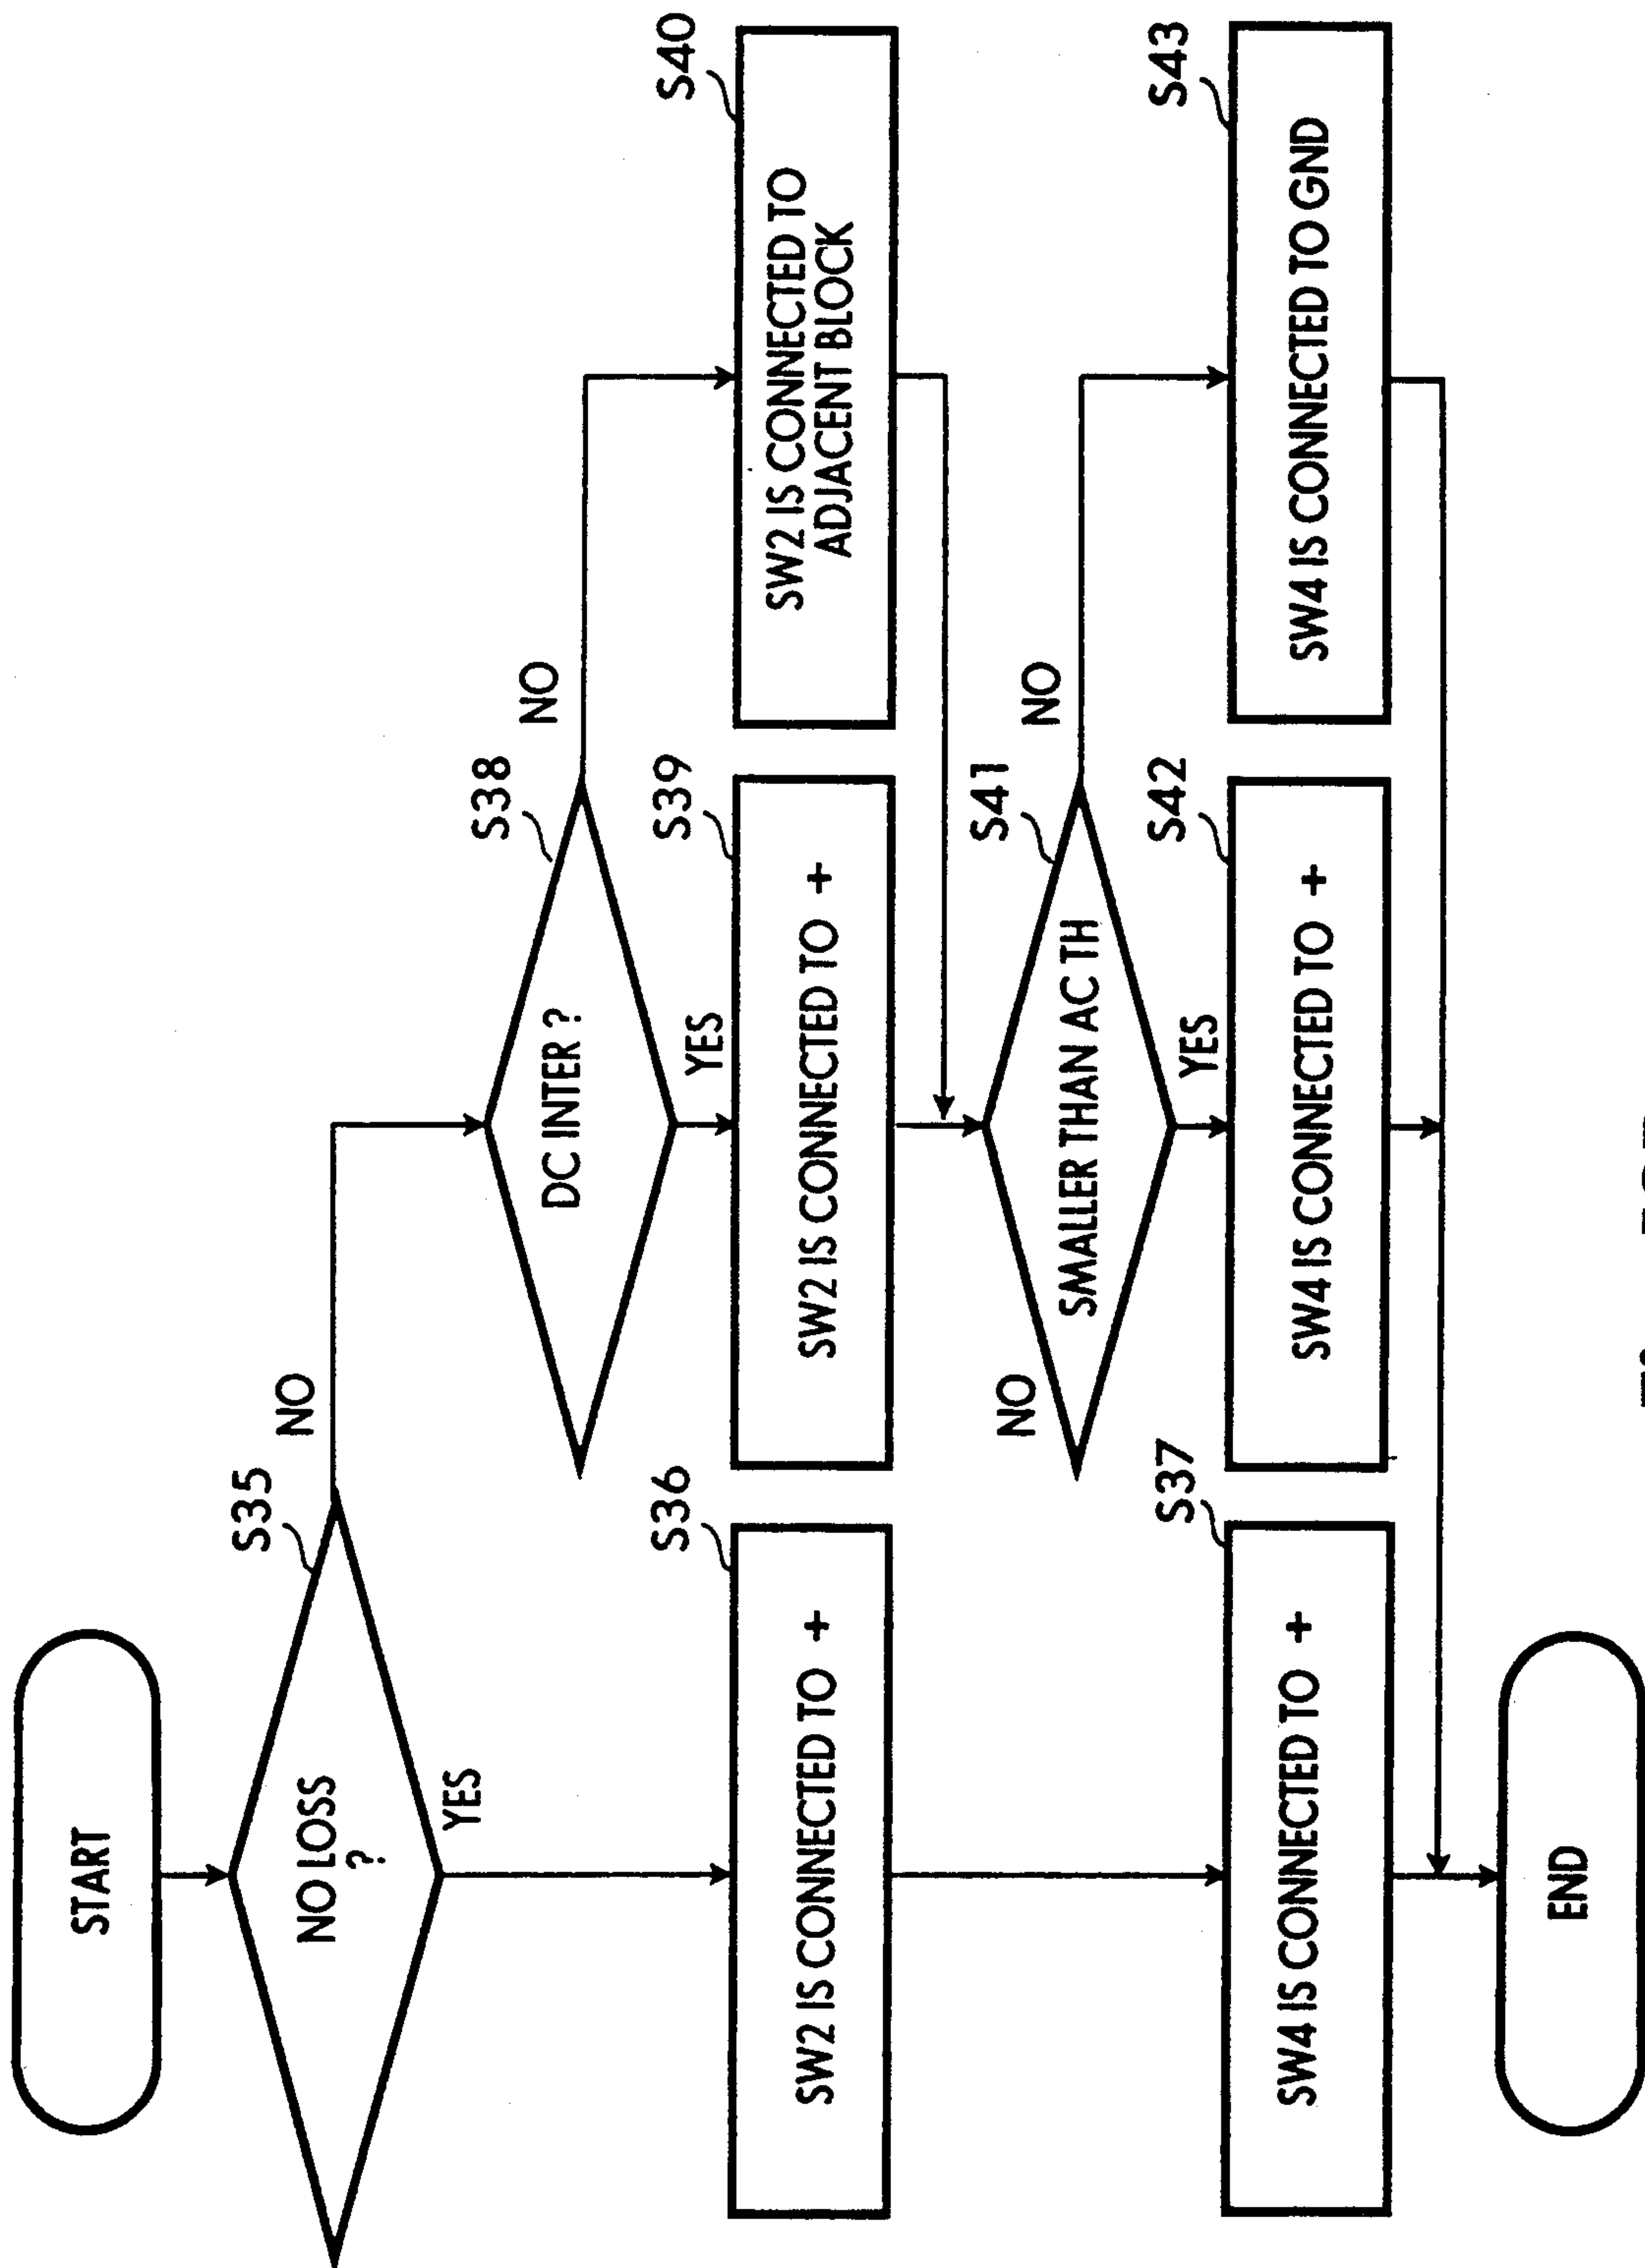 START
S35
NO LOSS
?
NO
YES
S38
DC INTER ?
NO
YES
S36
SW2 IS CONNECTED TO +
S39
SW2 IS CONNECTED TO +
S40
SW2 IS CONNECTED TO
ADJACENT BLOCK
S41
NO
SMALLER THAN AC TH
NO
YES
S37
SW4 IS CONNECTED TO +
S42
SW4 IS CONNECTED TO +
S43
SW4 IS CONNECTED TO GND
END